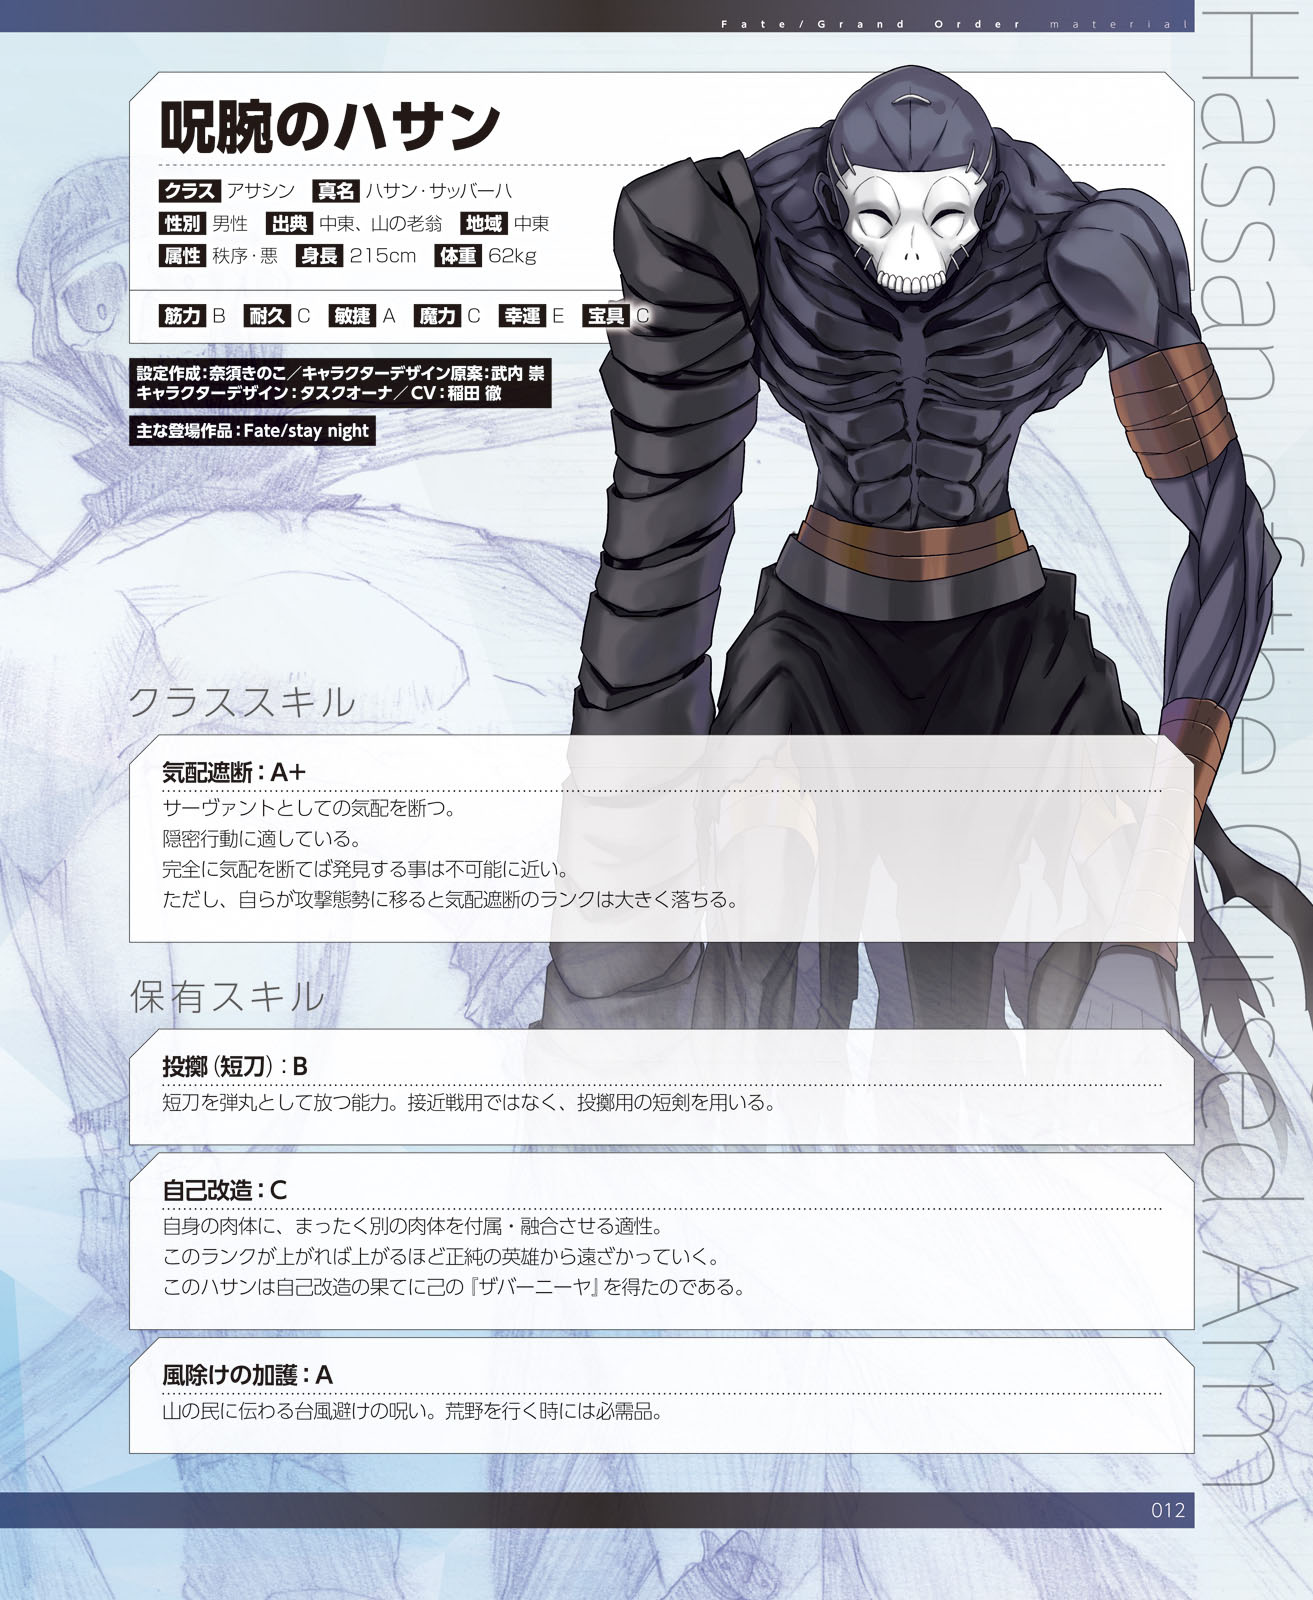 Fate/Grand Order material
呪腕のハサン
クラス アサシン 真名 ハサン・サッバーハ
性別 男性 出典 中東、山の老翁 地域 中東
属性 秩序・悪 身長 215cm 体重 62kg
筋力 B 耐久 C 敏捷 A 魔力 C 幸運 E 宝具 C
設定作成：奈須きのこ／キャラクターデザイン原案：武内 崇
キャラクターデザイン：タスクオーナ／CV：稲田 徹
主な登場作品：Fate/stay night
クラススキル
気配遮断：A+
サーヴァントとしての気配を断つ。
隠密行動に適している。
完全に気配を断てば発見する事は不可能に近い。
ただし、自らが攻撃態勢に移ると気配遮断のランクは大きく落ちる。
保有スキル
投擲（短刀）：B
短刀を弾丸として放つ能力。接近戦用ではなく、投擲用の短剣を用いる。
自己改造：C
自身の肉体に、まったく別の肉体を付属・融合させる適性。
このランクが上がれば上がるほど正純の英雄から遠ざかっていく。
このハサンは自己改造の果てに己の『ザバーニーヤ』を得たのである。
風除けの加護：A
山の民に伝わる台風避けの呪い。荒野を行く時には必需品。
012
Hassan of the Cursed Arm